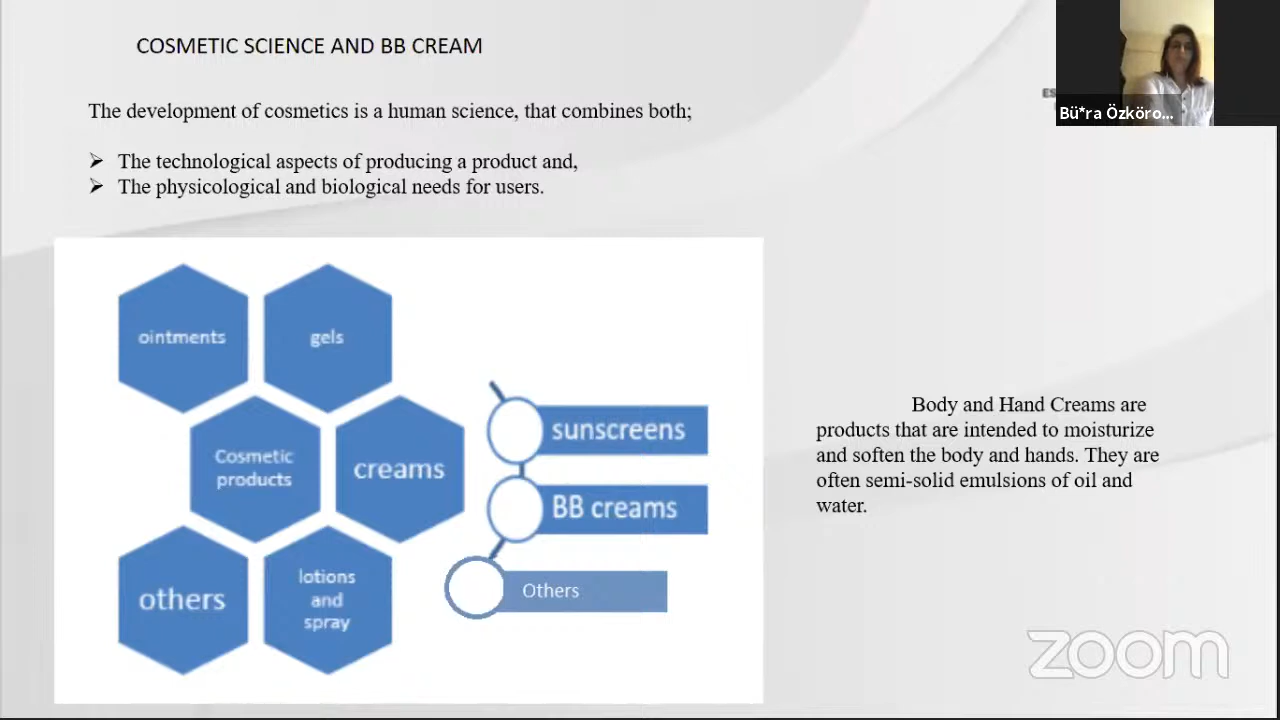 COSMETIC SCIENCE AND BB CREAM
Bü*ra Özköro...
The development of cosmetics is a human science, that combines both;
➢ The technological aspects of producing a product and,
➢ The physicological and biological needs for users.
ointments
gels
Cosmetic
products
creams
others
lotions
and
spray
sunscreens
BB creams
Others
Body and Hand Creams are
products that are intended to moisturize
and soften the body and hands. They are
often semi-solid emulsions of oil and
water.
zoom